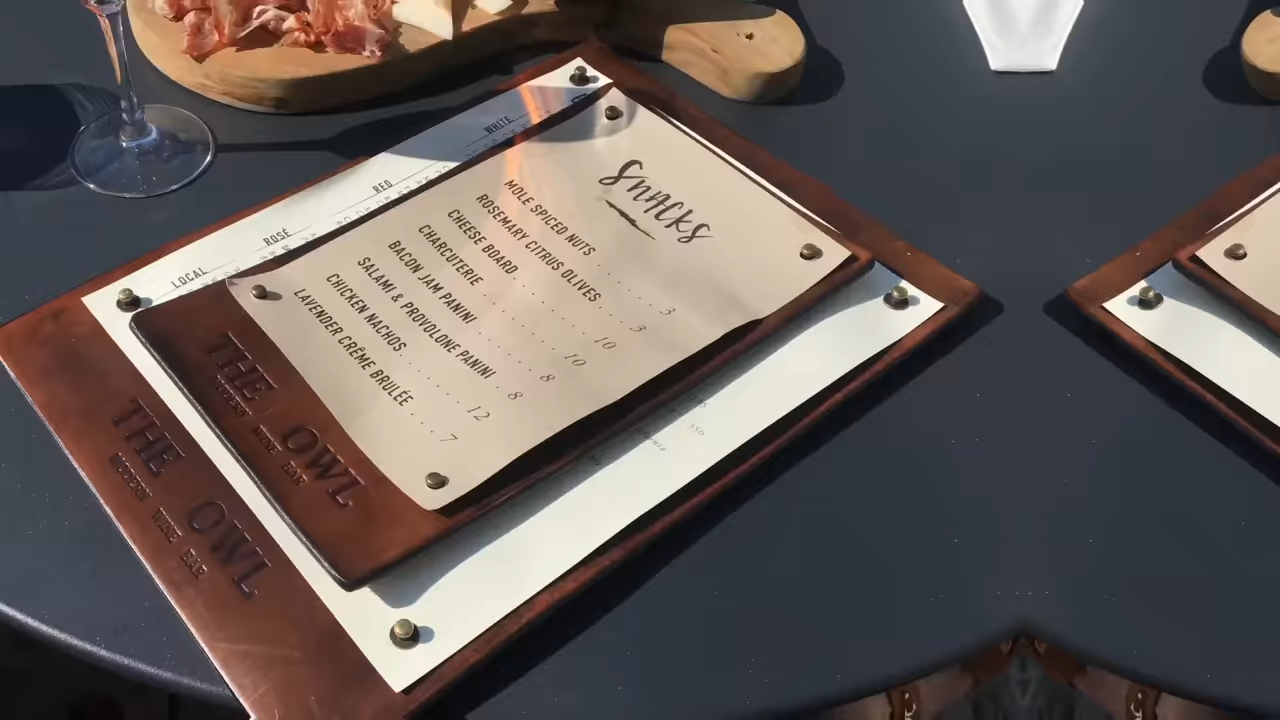 WHITE
RED
ROSÉ
LOCAL
SNACKS
MOLE SPICED NUTS . . . . . . . 3
ROSEMARY CITRUS OLIVES . . . 3
CHEESE BOARD . . . . . . . 10
CHARCUTERIE . . . . . . . 10
BACON JAM PANINI . . . . . 8
SALAMI & PROVOLONE PANINI . . 8
CHICKEN NACHOS . . . . . . . 12
LAVENDER CRÊME BRULÉE . . . . 7
THE OWL
MODERN WINE BAR
THE OWL
MODERN WINE BAR